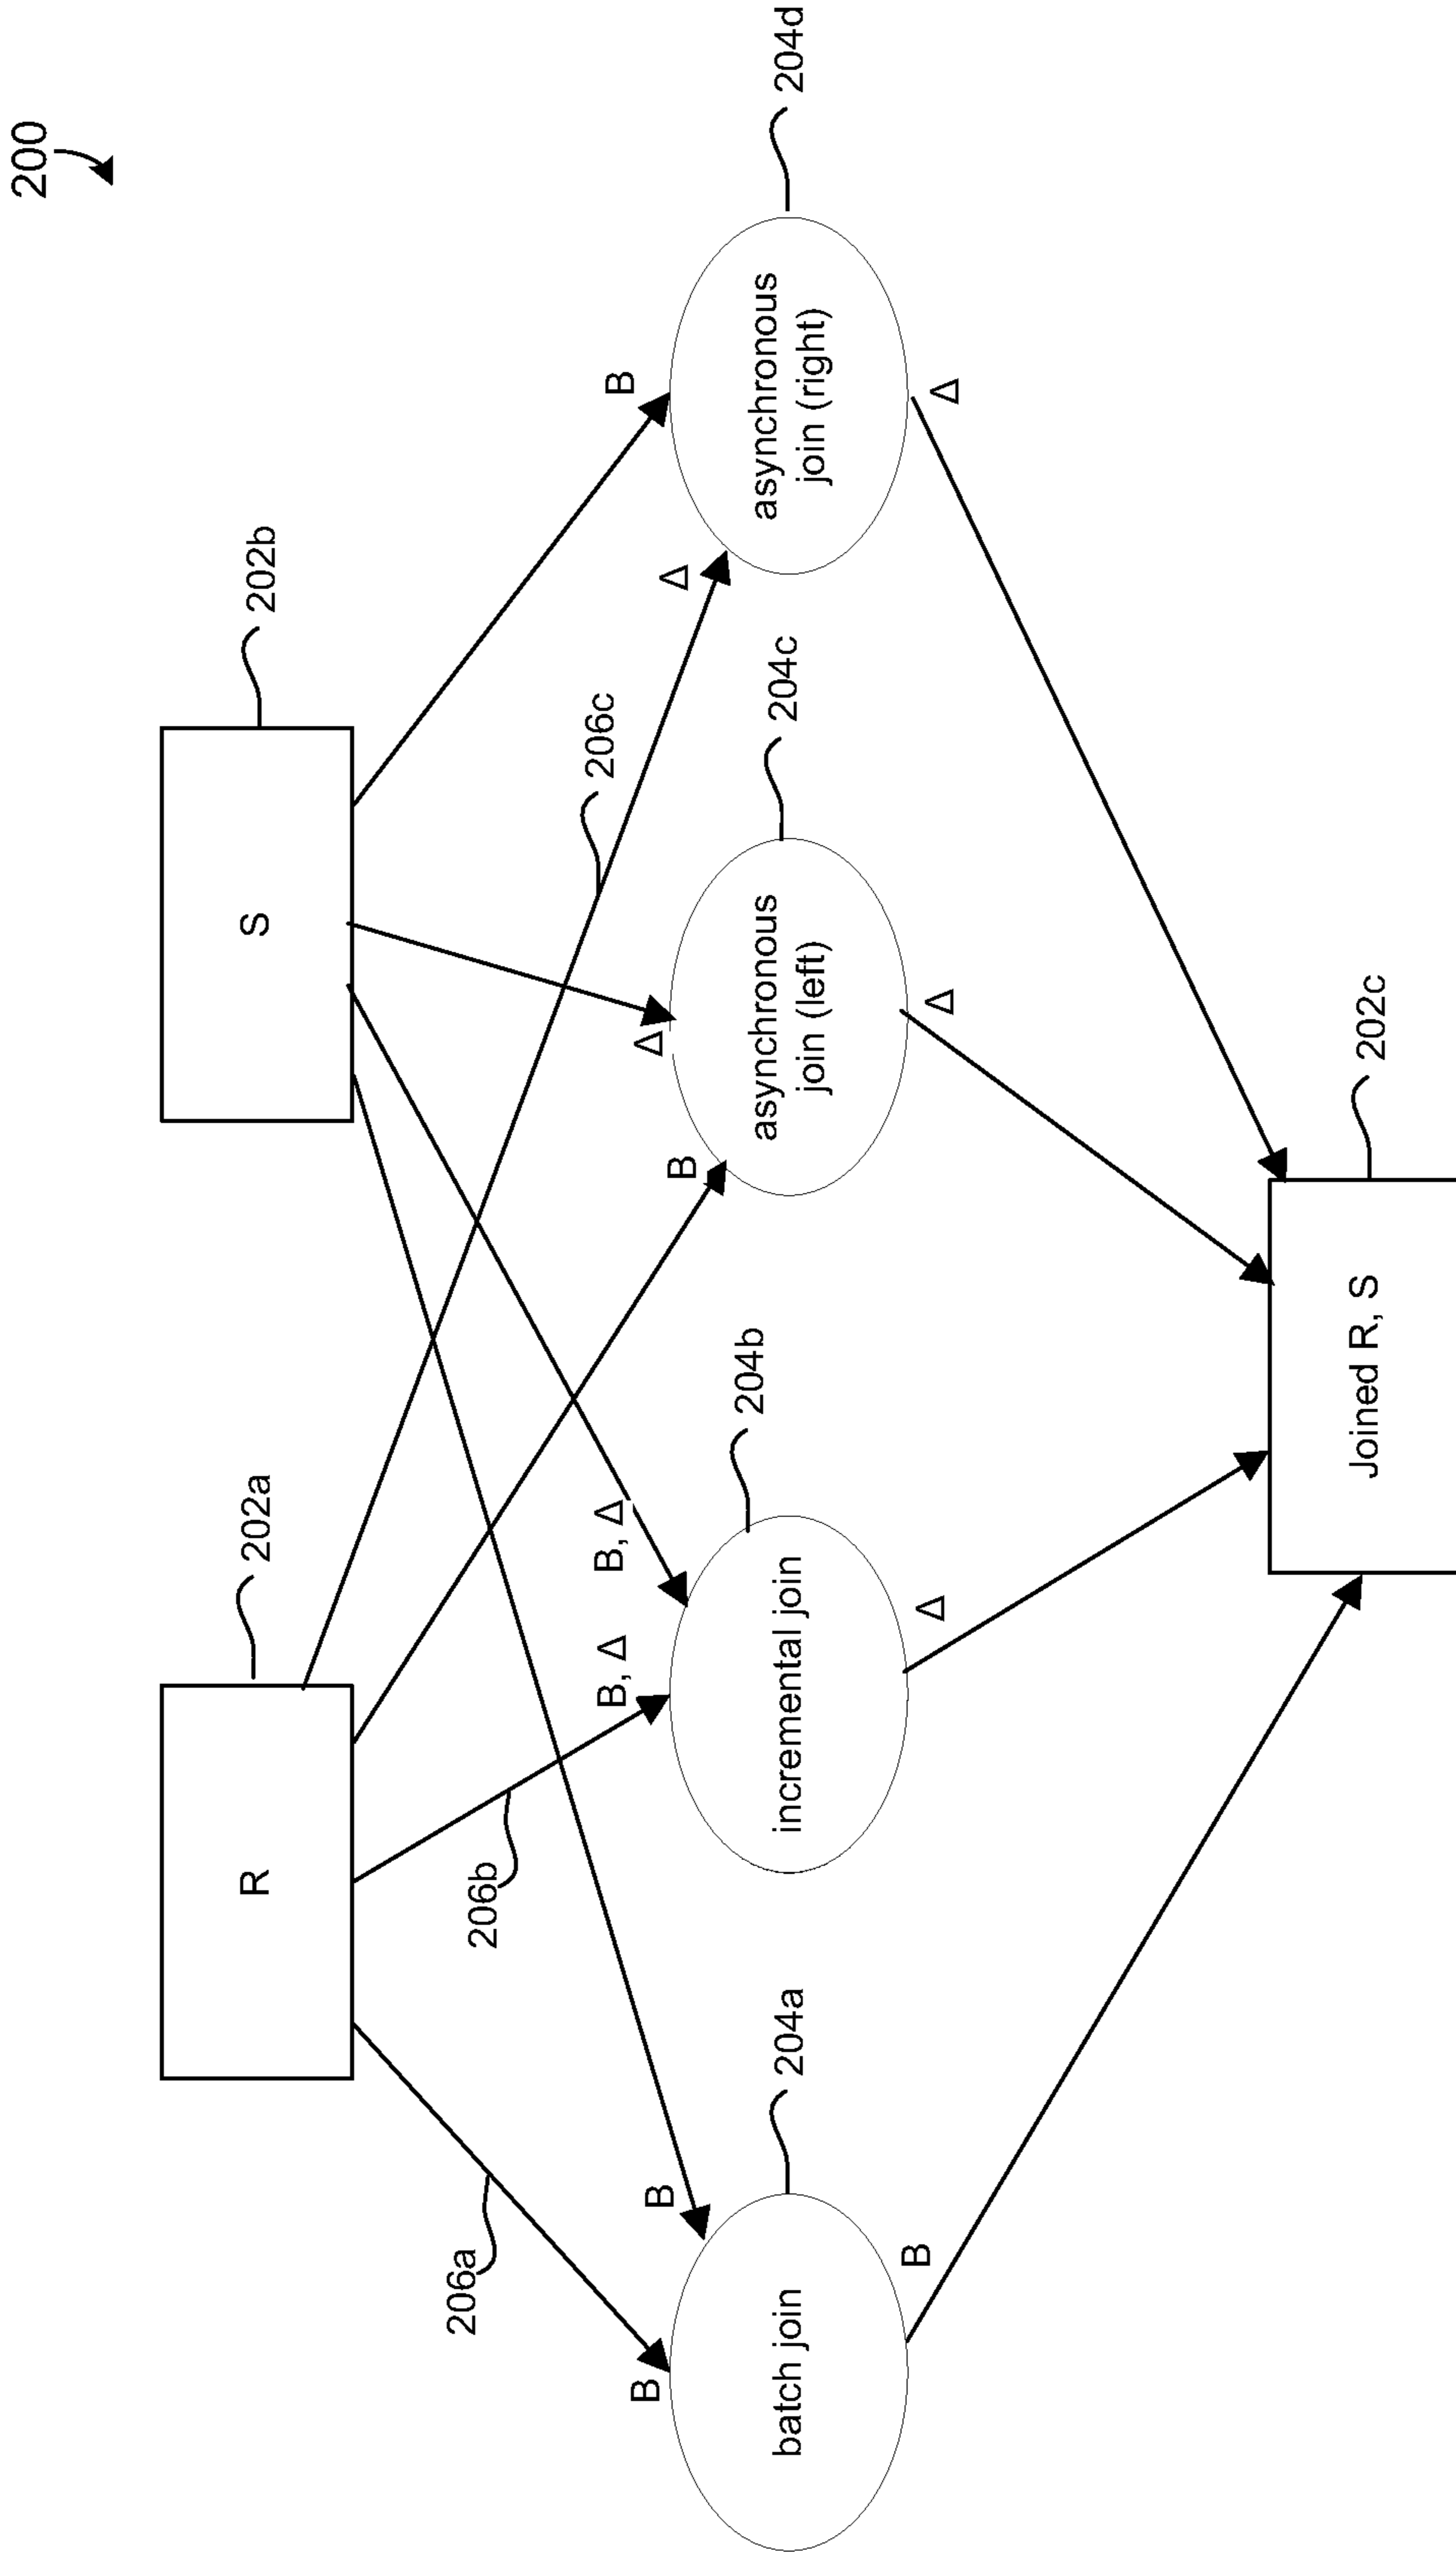 200
202a
202b
R
S
206a
206b
206c
B
B
B, Δ
B, Δ
B
Δ
Δ
B
batch join
204a
incremental join
204b
asynchronous
join (left)
204c
asynchronous
join (right)
204d
B
Δ
Δ
Δ
Joined R, S
202c